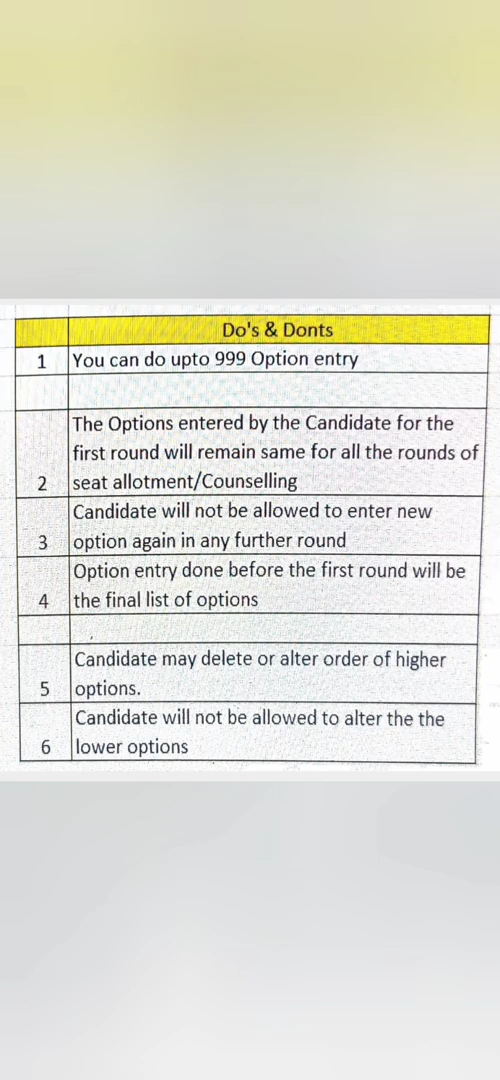 Do's & Donts
1 You can do upto 999 Option entry
The Options entered by the Candidate for the
first round will remain same for all the rounds of
2 seat allotment/Counselling
Candidate will not be allowed to enter new
3 option again in any further round
Option entry done before the first round will be
4 the final list of options
Candidate may delete or alter order of higher
5 options.
Candidate will not be allowed to alter the the
6 lower options